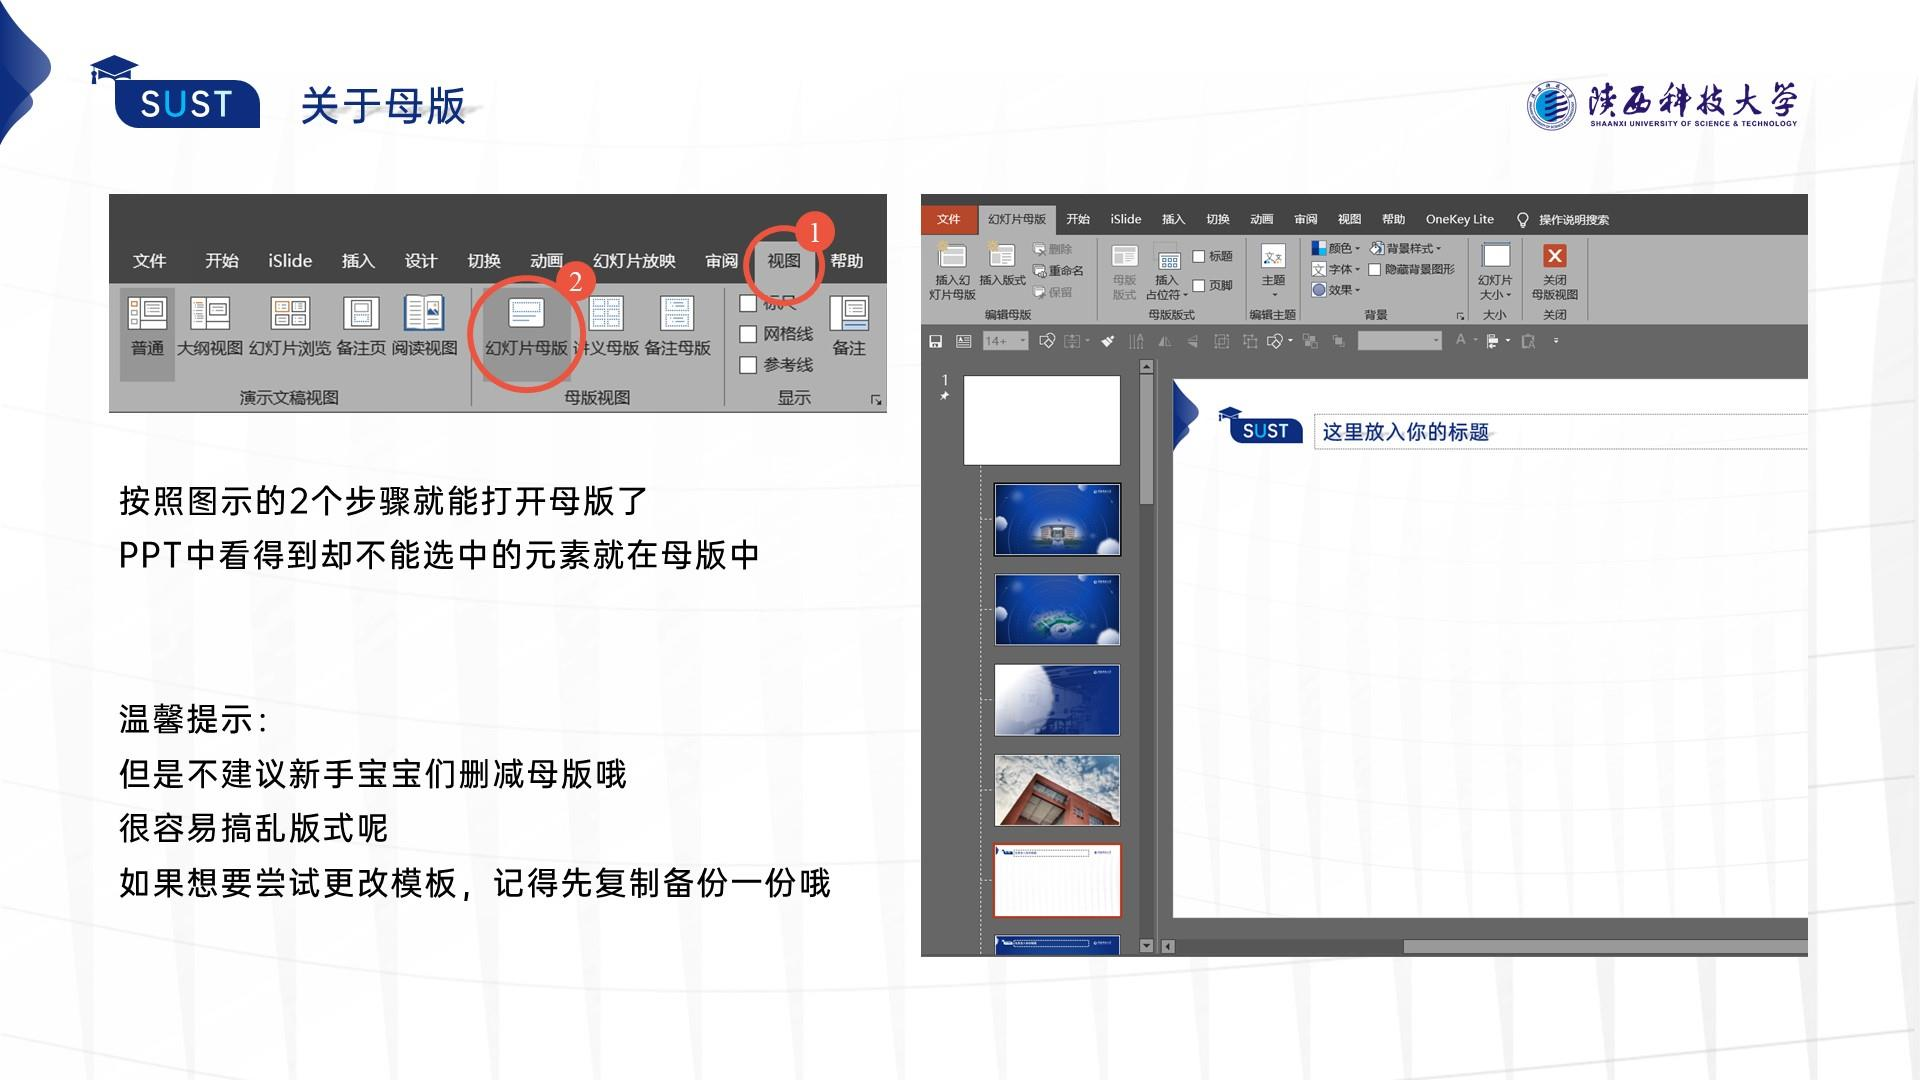 SUST
关于母版
陕西科技大学
SHAANXI UNIVERSITY OF SCIENCE & TECHNOLOGY
1
文件 开始 iSlide 插入 设计 切换 动画 幻灯片放映 审阅 视图 帮助
2
普通 大纲视图 幻灯片浏览 备注页 阅读视图 幻灯片母版 讲义母版 备注母版
标尺
网格线
参考线
备注
演示文稿视图 母版视图 显示
按照图示的2个步骤就能打开母版了
PPT中看得到却不能选中的元素就在母版中
温馨提示：
但是不建议新手宝宝们删减母版哦
很容易搞乱版式呢
如果想要尝试更改模板，记得先复制备份一份哦
文件 幻灯片母版 开始 iSlide 插入 切换 动画 审阅 视图 帮助 OneKey Lite 操作说明搜索
插入幻灯片母版
插入版式
删除
重命名
保留
母版版式
插入占位符
标题
页脚
主题
颜色
字体
效果
背景样式
隐藏背景图形
幻灯片大小
关闭母版视图
编辑母版 母版版式 编辑主题 背景 大小 关闭
14+
1
SUST
这里放入你的标题